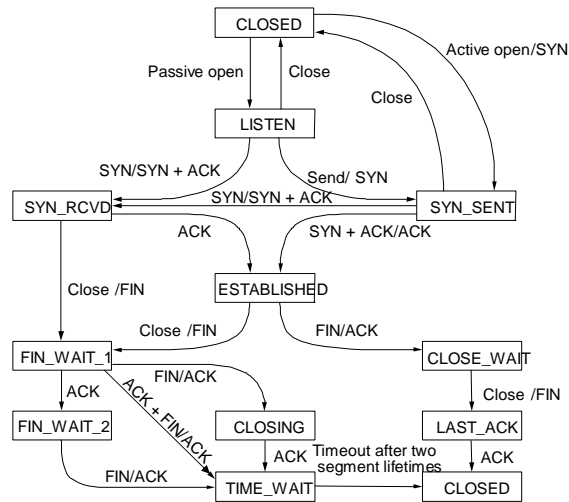 CLOSED
Active open/SYN
Passive open
Close
Close
LISTEN
SYN/SYN + ACK
Send/ SYN
SYN/SYN + ACK
SYN_RCVD
SYN_SENT
ACK
SYN + ACK/ACK
ESTABLISHED
Close /FIN
Close /FIN
FIN/ACK
FIN_WAIT_1
CLOSE_WAIT
FIN/ACK
ACK
ACK + FIN/ACK
Close /FIN
FIN_WAIT_2
CLOSING
LAST_ACK
ACK
Timeout after two
segment lifetimes
ACK
FIN/ACK
TIME_WAIT
CLOSED